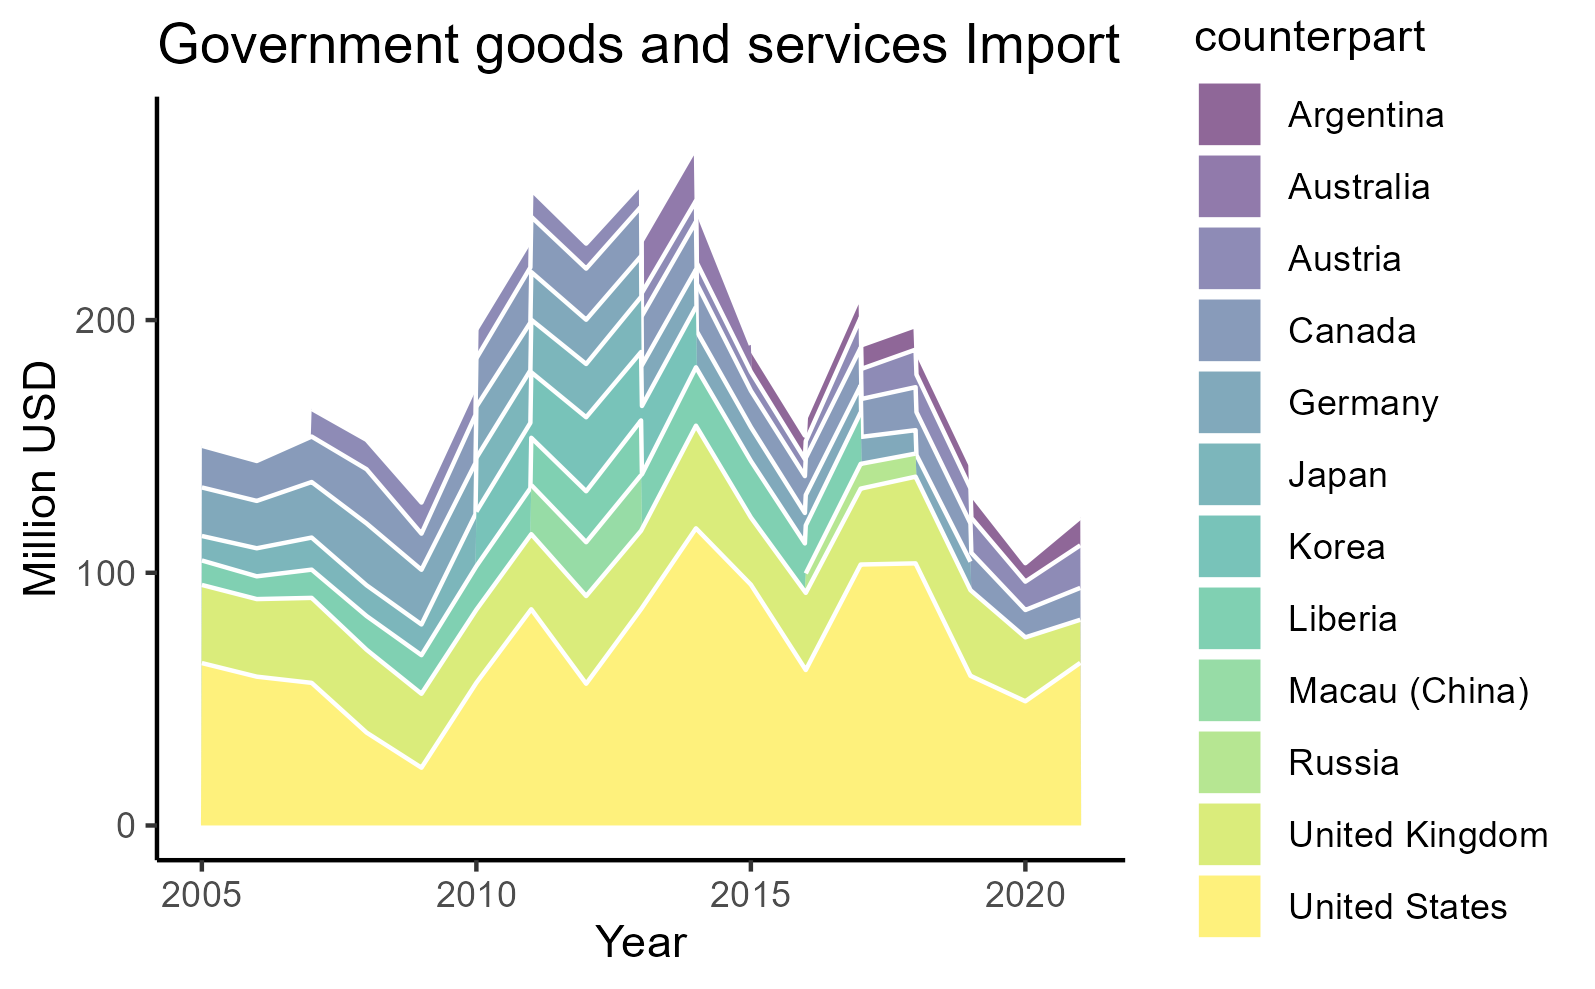 Government goods and services Import
counterpart
Argentina
Australia
Austria
Canada
Germany
Japan
Korea
Liberia
Macau (China)
Russia
United Kingdom
United States
Million USD
200
100
0
2005
2010
2015
2020
Year